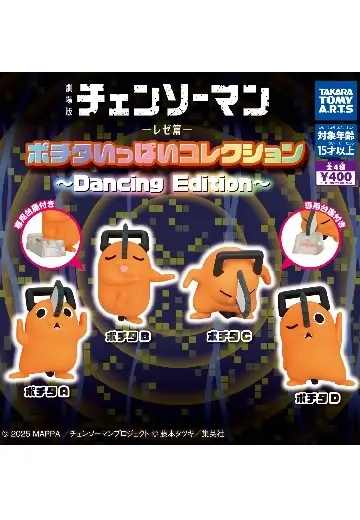 劇場版 チェンソーマン
―レゼ篇―
ポチタいっぱいコレクション
〜Dancing Edition〜
TAKARA
TOMY
A.R.T.S
対象年齢
15才以上
全4種
¥400
専用台座付き
専用台座付き
ポチタB
ポチタC
ポチタA
ポチタD
© 2025 MAPPA／チェンソーマンプロジェクト © 藤本タツキ／集英社